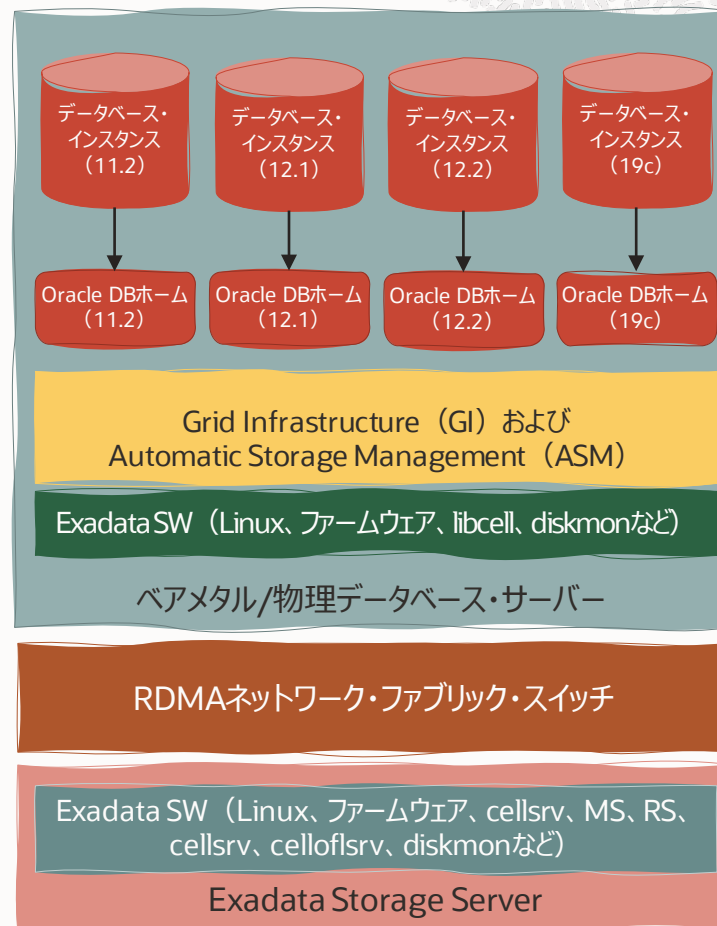 データベース・
インスタンス
（11.2）
データベース・
インスタンス
（12.1）
データベース・
インスタンス
（12.2）
データベース・
インスタンス
（19c）
Oracle DBホーム
（11.2）
Oracle DBホーム
（12.1）
Oracle DBホーム
（12.2）
Oracle DBホーム
（19c）
Grid Infrastructure（GI）および
Automatic Storage Management（ASM）
Exadata SW（Linux、ファームウェア、libcell、diskmonなど）
ベアメタル/物理データベース・サーバー
RDMAネットワーク・ファブリック・スイッチ
Exadata SW（Linux、ファームウェア、cellsrv、MS、RS、
cellsrv、celloflsrv、diskmonなど）
Exadata Storage Server